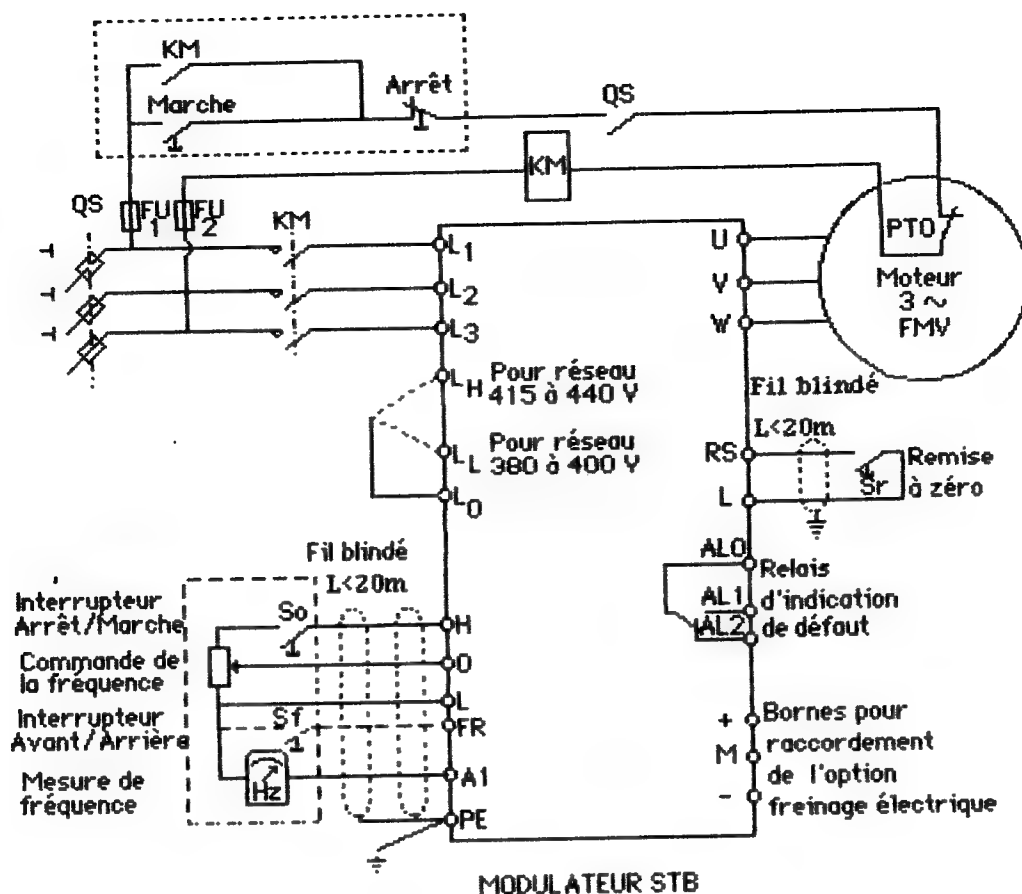 KM
Marche
Arrêt
QS
KM
QS
FU
1
FU
2
KM
PTO
Moteur
3 ~
FMV
L1
L2
L3
U
V
W
LH
Pour réseau
415 à 440 V
LL
Pour réseau
380 à 400 V
L0
Fil blindé
L<20m
RS
L
Sr
Remise
à zéro
AL0
AL1
AL2
Relais
d'indication
de défaut
Fil blindé
L<20m
Interrupteur
Arrêt/Marche
So
H
Commande de
la fréquence
O
L
Interrupteur
Avant/Arrière
Sf
FR
Mesure de
fréquence
Hz
A1
PE
+
M
-
Bornes pour
raccordement
de l'option
freinage électrique
MODULATEUR STB